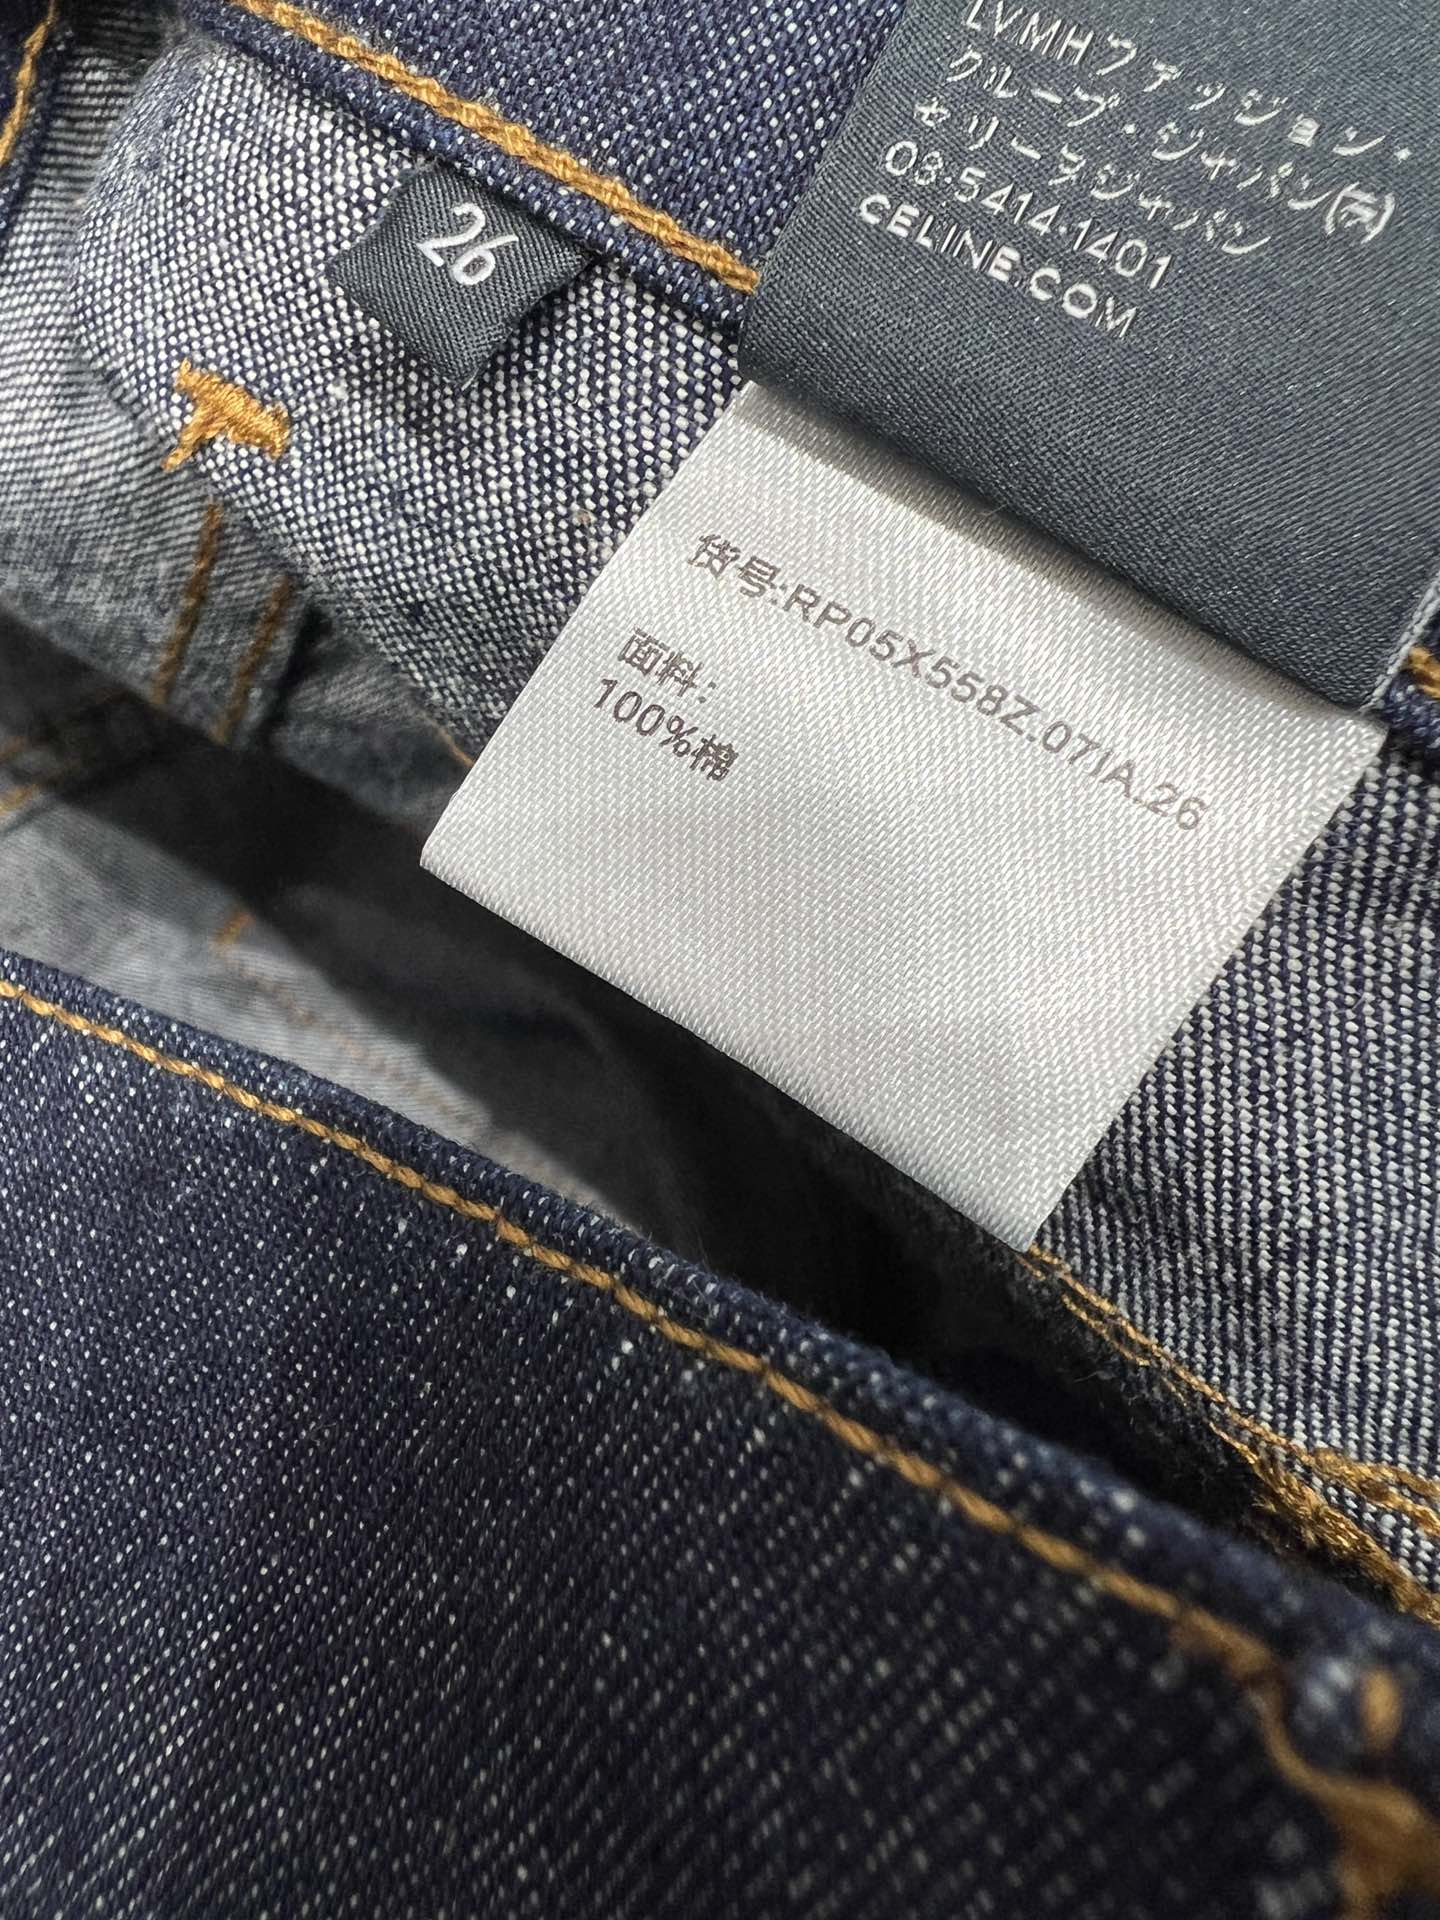 LVMHファッション・
グループ・ジャパン(株)
セリーヌジャパン
03-5414-1401
CELINE.COM
26
货号:RP05X558Z.07IA.26
面料:
100%棉